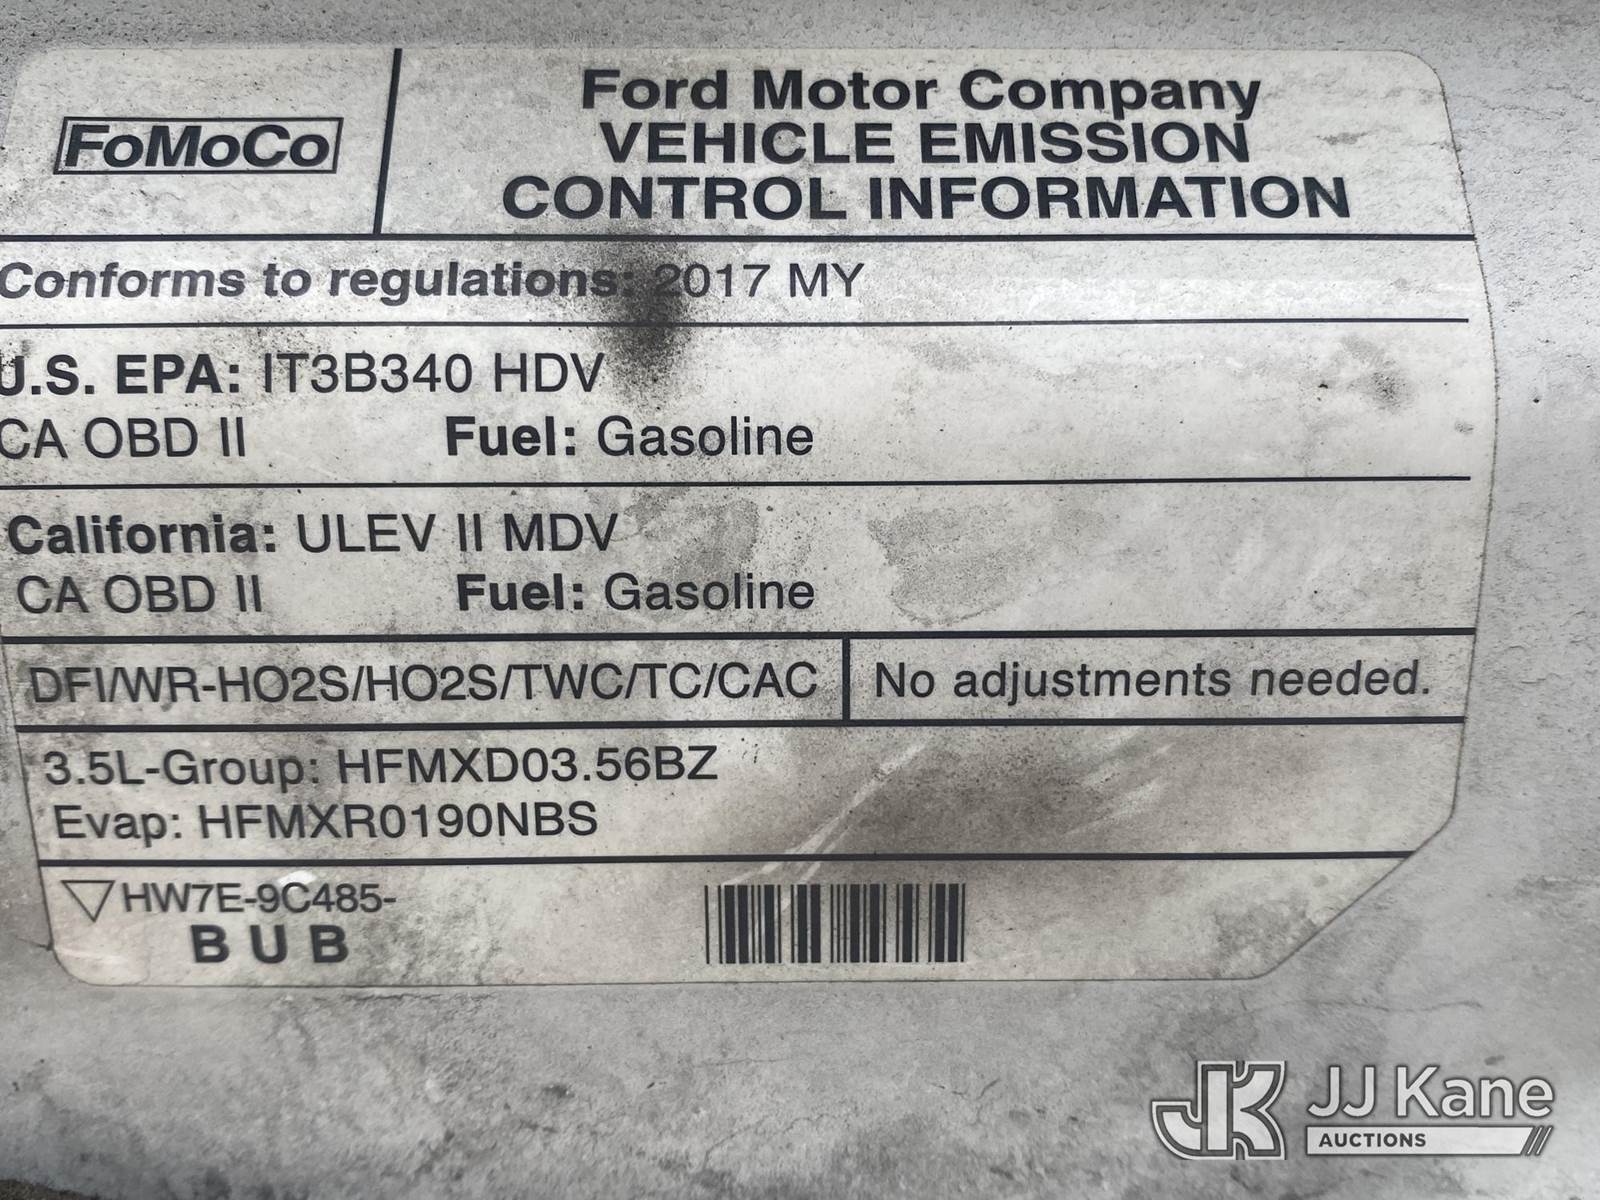 FoMoCo
Ford Motor Company
VEHICLE EMISSION
CONTROL INFORMATION
Conforms to regulations: 2017 MY
U.S. EPA: IT3B340 HDV
CA OBD II Fuel: Gasoline
California: ULEV II MDV
CA OBD II Fuel: Gasoline
DFI/WR-HO2S/HO2S/TWC/TC/CAC
No adjustments needed.
3.5L-Group: HFMXD03.56BZ
Evap: HFMXR0190NBS
HW7E-9C485-
B U B
JK
JJ Kane
AUCTIONS